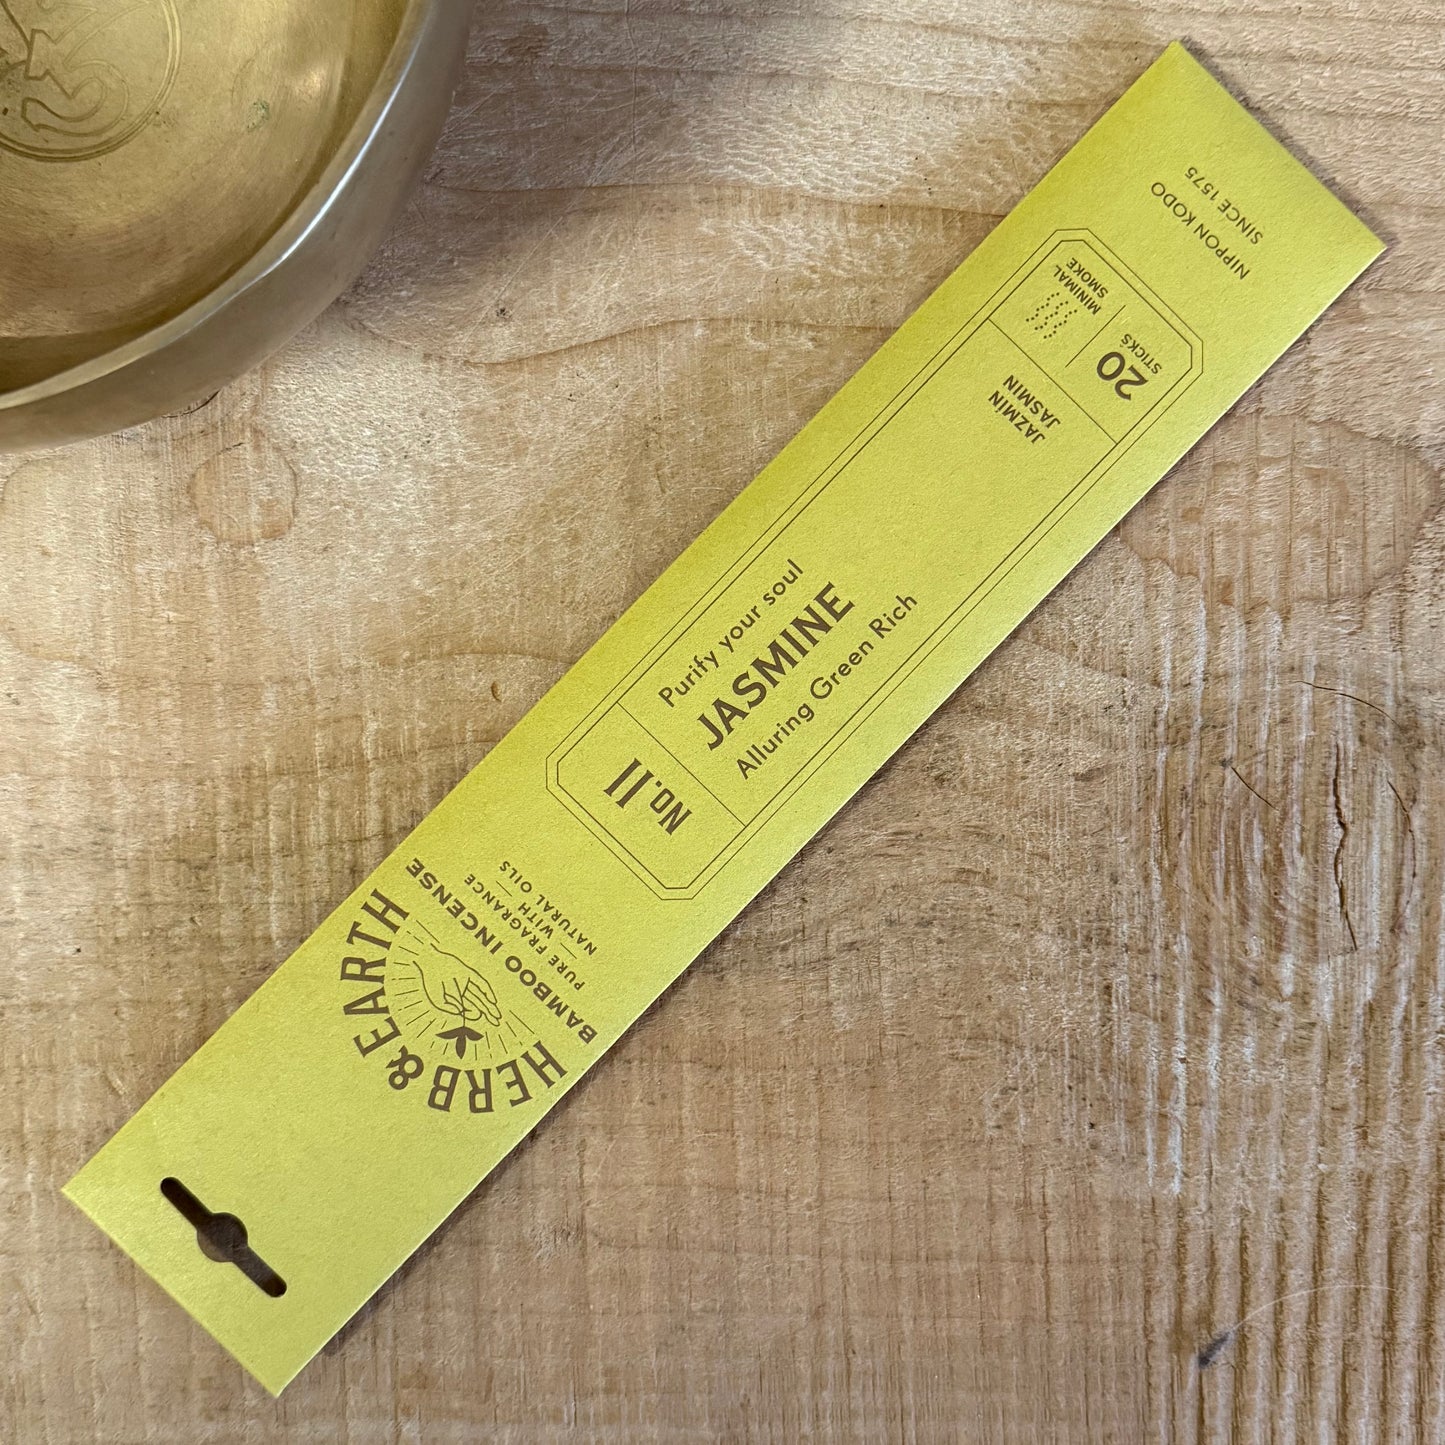 HERB & EARTH
BAMBOO INCENSE
PURE FRAGRANCE
WITH
NATURAL OILS
No.11
Purify your soul
JASMINE
Alluring Green Rich
JAZMÍN
JASMIN
20
STICKS
MINIMAL
SMOKE
NIPPON KODO
SINCE 1575